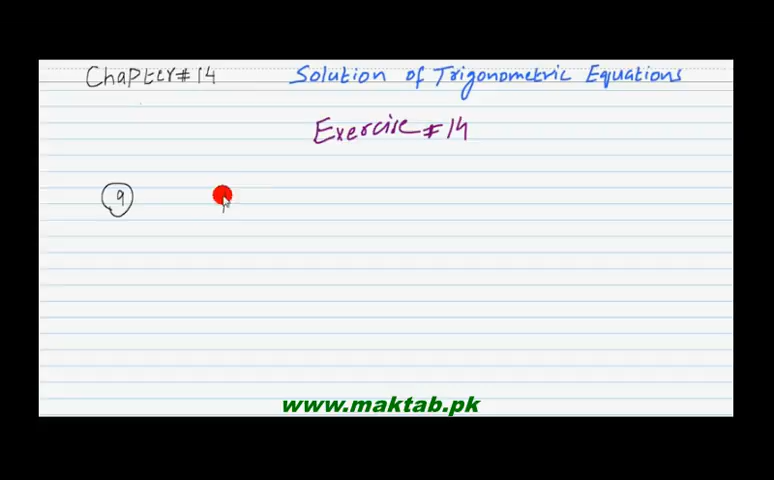 Chapter#14 Solution of Trigonometric Equations
Exercise#14
9
www.maktab.pk